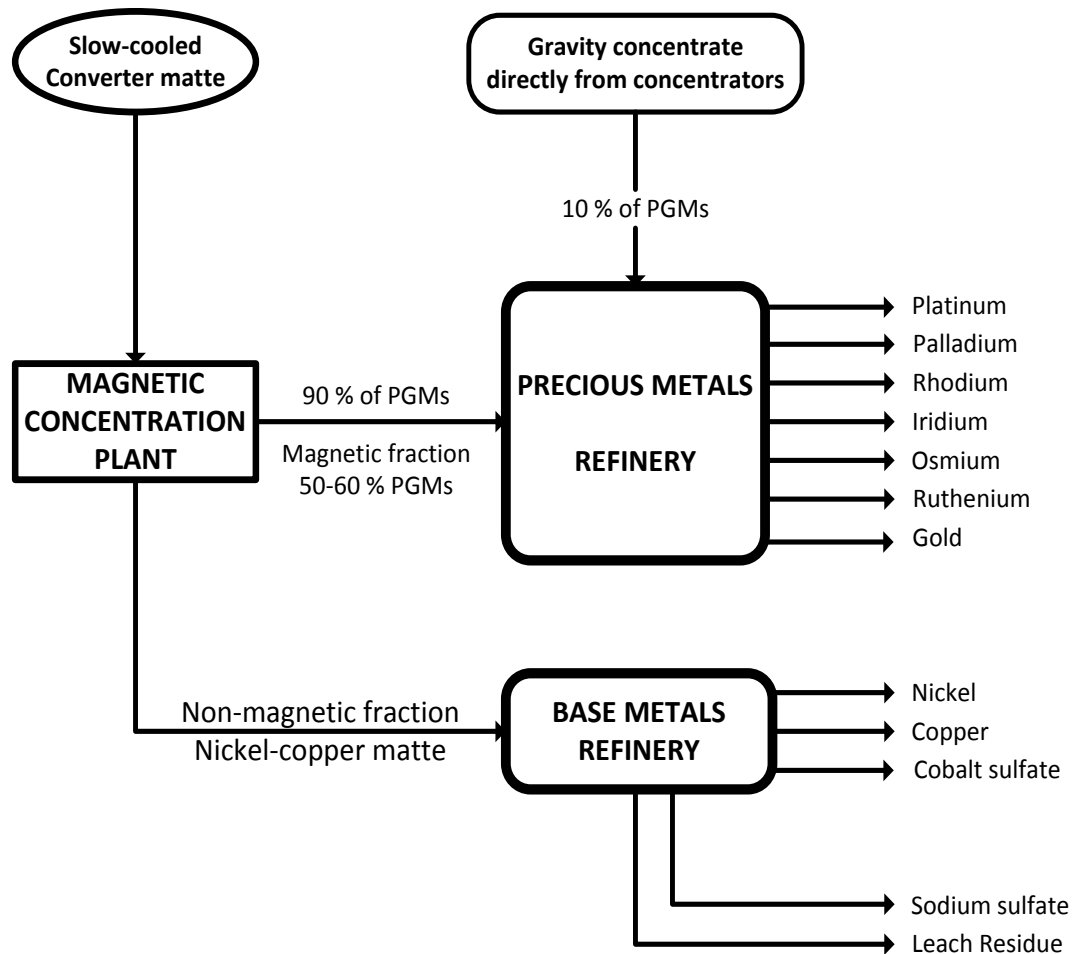 Slow-cooled
Converter matte
Gravity concentrate
directly from concentrators
10 % of PGMs
MAGNETIC
CONCENTRATION
PLANT
90 % of PGMs
Magnetic fraction
50-60 % PGMs
PRECIOUS METALS
REFINERY
Platinum
Palladium
Rhodium
Iridium
Osmium
Ruthenium
Gold
Non-magnetic fraction
Nickel-copper matte
BASE METALS
REFINERY
Nickel
Copper
Cobalt sulfate
Sodium sulfate
Leach Residue